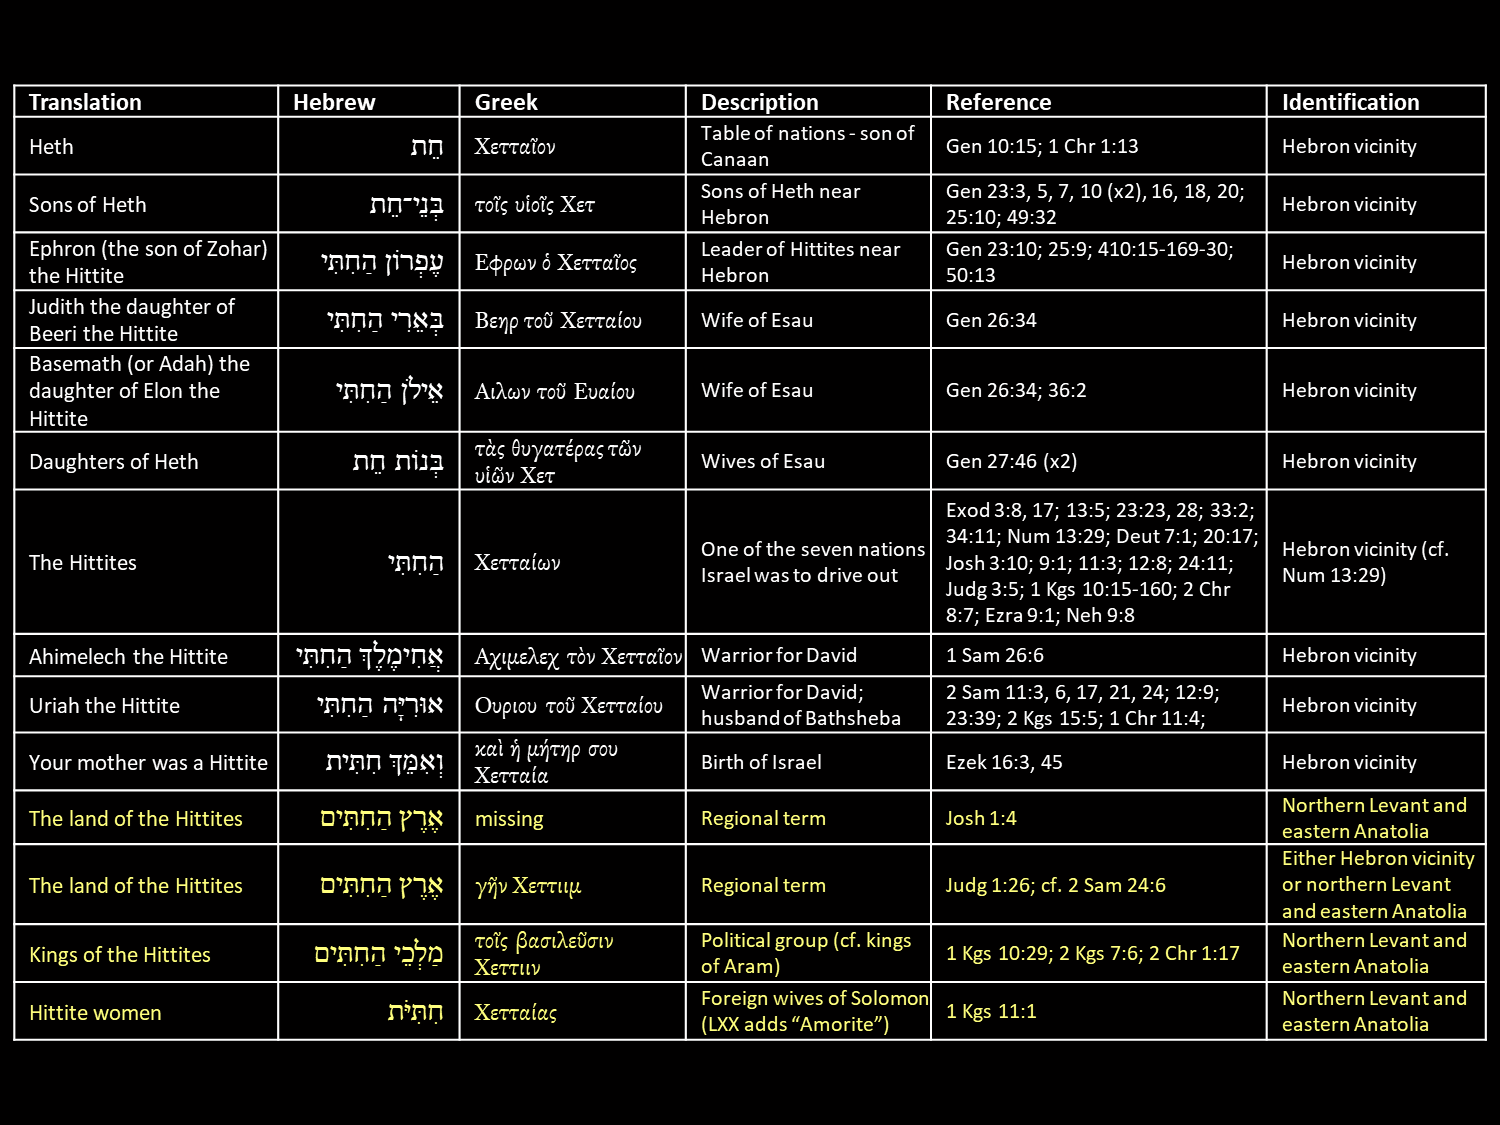 Translation Hebrew Greek Description Reference Identification
Heth חֵת Χετταῖον Table of nations - son of Canaan Gen 10:15; 1 Chr 1:13 Hebron vicinity
Sons of Heth בְּנֵי־חֵת τοῖς υἱοῖς Χετ Sons of Heth near Hebron Gen 23:3, 5, 7, 10 (x2), 16, 18, 20; 25:10; 49:32 Hebron vicinity
Ephron (the son of Zohar) the Hittite עֶפְרוֹן הַחִתִּי Εφρων ὁ Χετταῖος Leader of Hittites near Hebron Gen 23:10; 25:9; 410:15-169-30; 50:13 Hebron vicinity
Judith the daughter of Beeri the Hittite בְּאֵרִי הַחִתִּי Βεηρ τοῦ Χετταίου Wife of Esau Gen 26:34 Hebron vicinity
Basemath (or Adah) the daughter of Elon the Hittite אֵילֹן הַחִתִּי Αιλων τοῦ Ευαίου Wife of Esau Gen 26:34; 36:2 Hebron vicinity
Daughters of Heth בְּנוֹת חֵת τὰς θυγατέρας τῶν υἱῶν Χετ Wives of Esau Gen 27:46 (x2) Hebron vicinity
The Hittites הַחִתִּי Χετταίων One of the seven nations Israel was to drive out Exod 3:8, 17; 13:5; 23:23, 28; 33:2; 34:11; Num 13:29; Deut 7:1; 20:17; Josh 3:10; 9:1; 11:3; 12:8; 24:11; Judg 3:5; 1 Kgs 10:15-160; 2 Chr 8:7; Ezra 9:1; Neh 9:8 Hebron vicinity (cf. Num 13:29)
Ahimelech the Hittite אֲחִימֶלֶךְ הַחִתִּי Αχιμελεχ τὸν Χετταῖον Warrior for David 1 Sam 26:6 Hebron vicinity
Uriah the Hittite אוּרִיָּה הַחִתִּי Ουριου τοῦ Χετταίου Warrior for David; husband of Bathsheba 2 Sam 11:3, 6, 17, 21, 24; 12:9; 23:39; 2 Kgs 15:5; 1 Chr 11:4; Hebron vicinity
Your mother was a Hittite וְאִמֵּךְ חִתִּית καὶ ἡ μήτηρ σου Χετταία Birth of Israel Ezek 16:3, 45 Hebron vicinity
The land of the Hittites אֶרֶץ הַחִתִּים missing Regional term Josh 1:4 Northern Levant and eastern Anatolia
The land of the Hittites אֶרֶץ הַחִתִּים γῆν Χεττιιμ Regional term Judg 1:26; cf. 2 Sam 24:6 Either Hebron vicinity or northern Levant and eastern Anatolia
Kings of the Hittites מַלְכֵי הַחִתִּים τοῖς βασιλεῦσιν Χεττιιν Political group (cf. kings of Aram) 1 Kgs 10:29; 2 Kgs 7:6; 2 Chr 1:17 Northern Levant and eastern Anatolia
Hittite women חִתִּיֹּת Χετταίας Foreign wives of Solomon (LXX adds “Amorite”) 1 Kgs 11:1 Northern Levant and eastern Anatolia